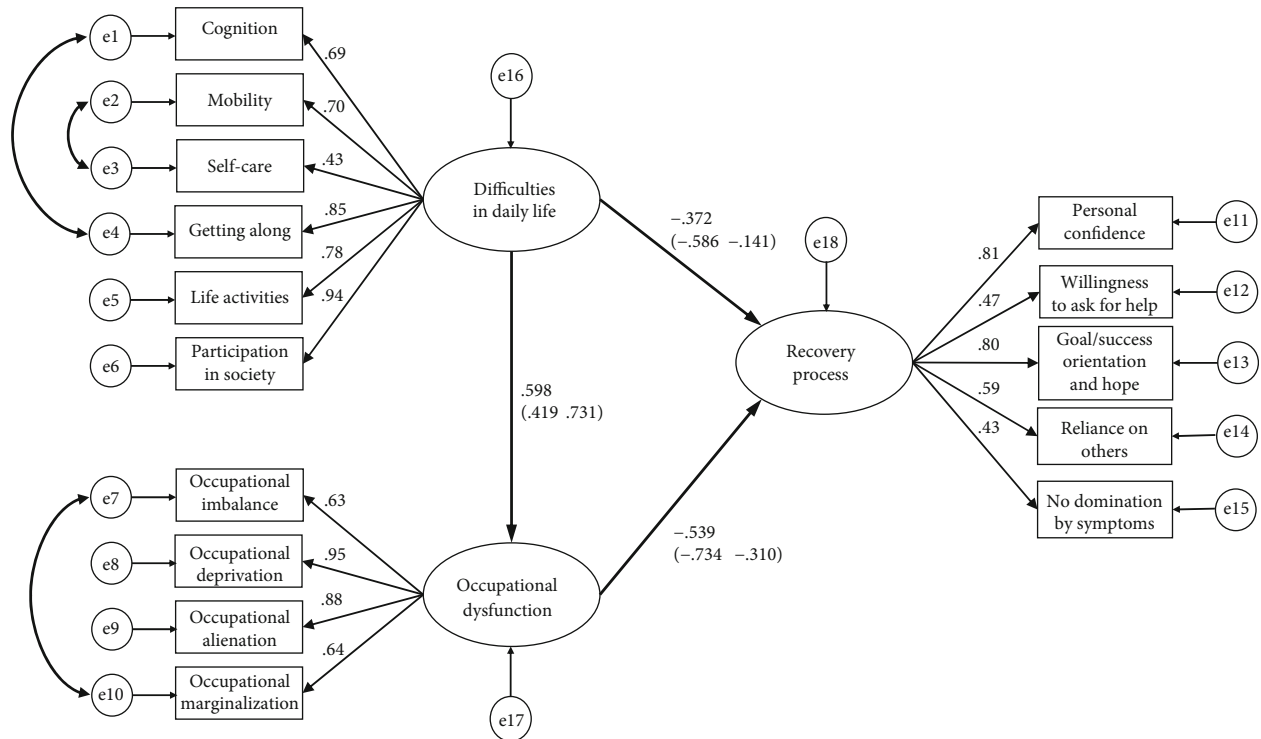 e1
Cognition
.69
e2
Mobility
.70
e3
Self-care
.43
e4
Getting along
.85
e5
Life activities
.78
e6
Participation
in society
.94
e16
Difficulties
in daily life
−.372
(−.586 −.141)
.598
(.419 .731)
e7
Occupational
imbalance
.63
e8
Occupational
deprivation
.95
e9
Occupational
alienation
.88
e10
Occupational
marginalization
.64
Occupational
dysfunction
e17
−.539
(−.734 −.310)
e18
Recovery
process
.81
Personal
confidence
e11
.47
Willingness
to ask for help
e12
.80
Goal/success
orientation
and hope
e13
.59
Reliance on
others
e14
.43
No domination
by symptoms
e15